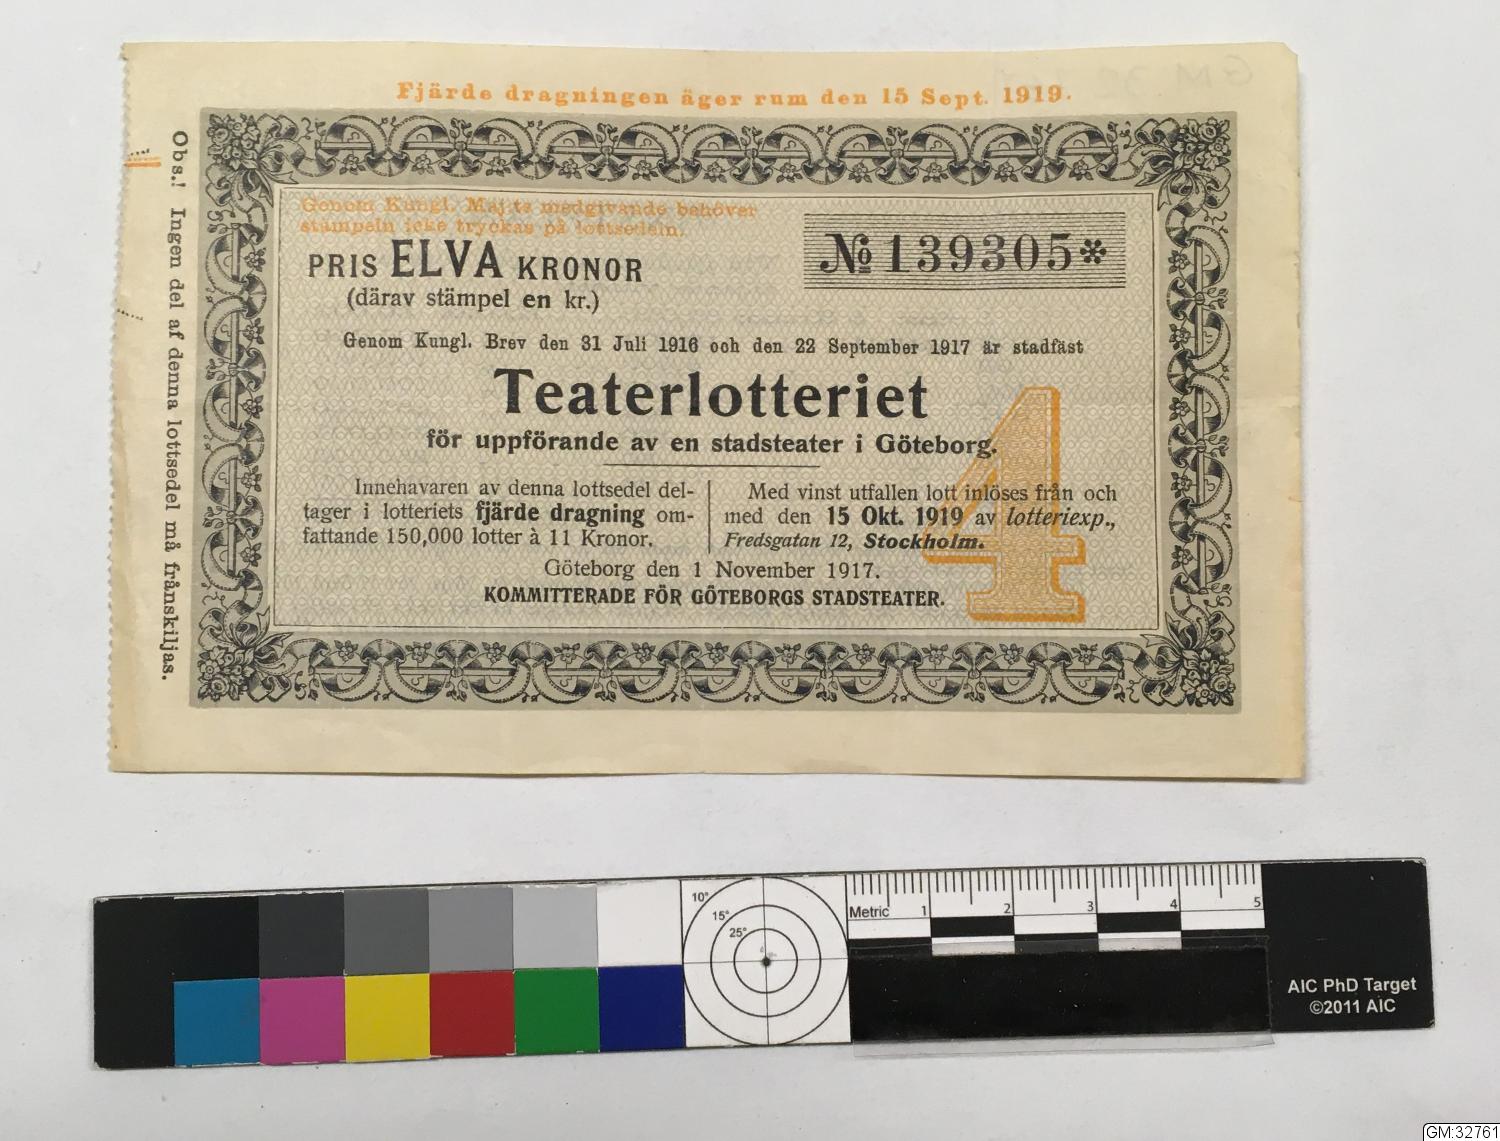 Fjärde dragningen äger rum den 15 Sept. 1919.
Obs.! Ingen del af denna lottsedel må frånskiljas.
Genom Kungl. Maj:ts medgivande behöver
stämpeln icke tryckas på lottsedeln.
PRIS ELVA KRONOR
(därav stämpel en kr.)
№ 139305*
Genom Kungl. Brev den 31 Juli 1916 och den 22 September 1917 är stadfäst
Teaterlotteriet
för uppförande av en stadsteater i Göteborg.
Innehavaren av denna lottsedel del-
tager i lotteriets fjärde dragning om-
fattande 150,000 lotter à 11 Kronor.
Med vinst utfallen lott inlöses från och
med den 15 Okt. 1919 av lotteriexp.,
Fredsgatan 12, Stockholm.
4
Göteborg den 1 November 1917.
KOMMITTERADE FÖR GÖTEBORGS STADSTEATER.
10°
15°
25°
Metric 1 2 3 4 5
AIC PhD Target
©2011 AIC
GM:32761